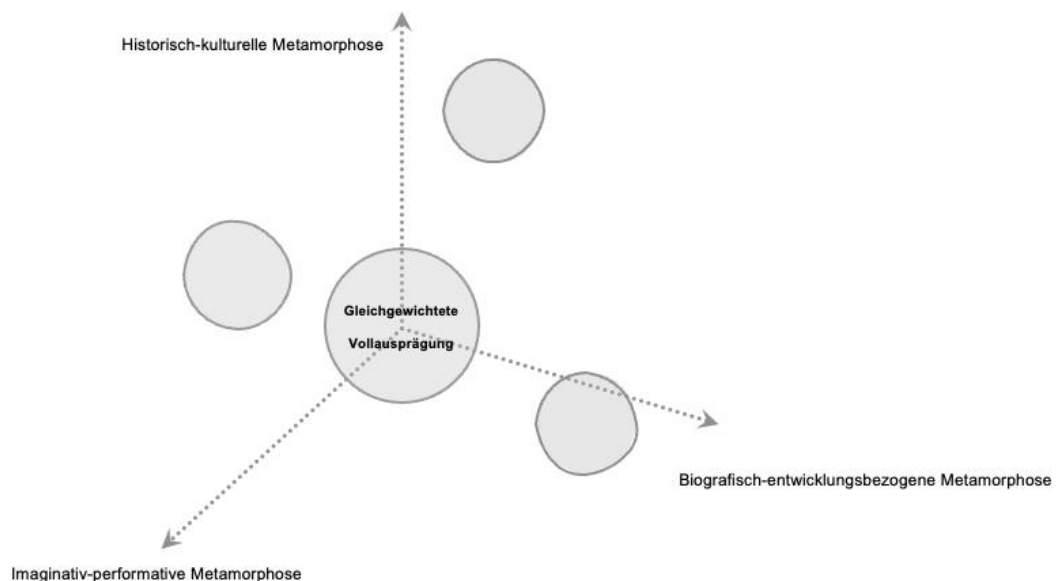 Historisch-kulturelle Metamorphose
Gleichgewichtete
Vollausprägung
Biografisch-entwicklungsbezogene Metamorphose
Imaginativ-performative Metamorphose